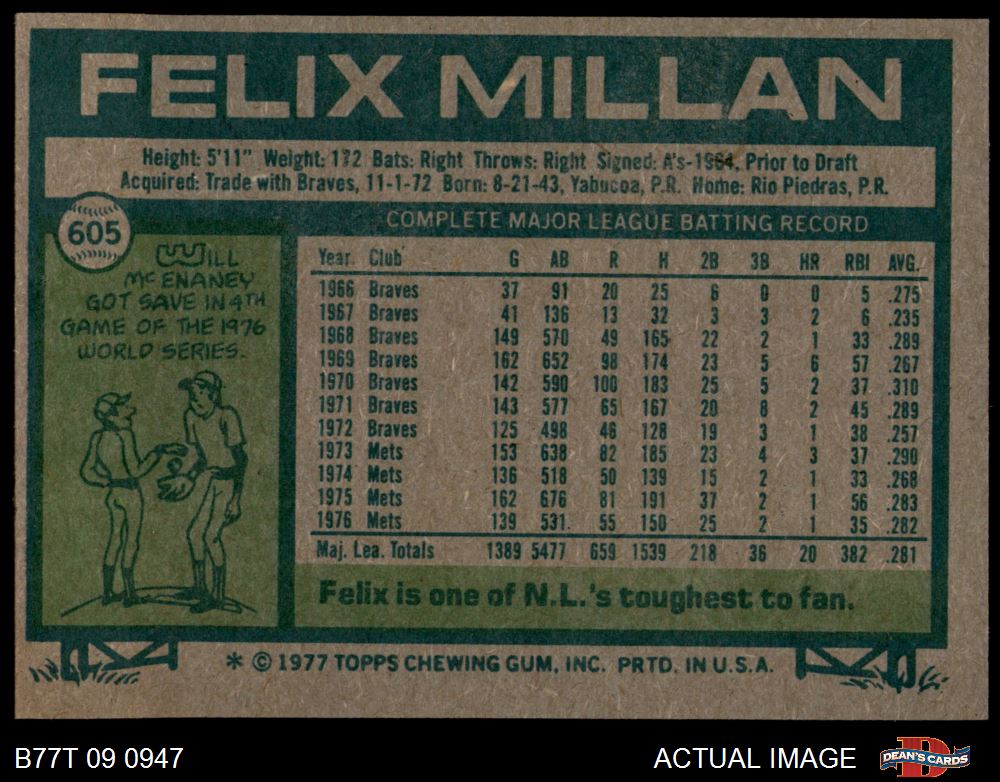 FELIX MILLAN
Height: 5'11" Weight: 172 Bats: Right Throws: Right Signed: A's-1964, Prior to Draft
Acquired: Trade with Braves, 11-1-72 Born: 8-21-43, Yabucoa, P.R. Home: Rio Piedras, P.R.
605
WILL
McENANEY
GOT SAVE IN 4TH
GAME OF THE 1976
WORLD SERIES.
COMPLETE MAJOR LEAGUE BATTING RECORD
Year Club G AB R H 2B 3B HR RBI AVG.
1966 Braves 37 91 20 25 6 0 0 5 .275
1967 Braves 41 136 13 32 3 3 2 6 .235
1968 Braves 149 570 49 165 22 2 1 33 .289
1969 Braves 162 652 98 174 23 5 6 57 .267
1970 Braves 142 590 100 183 25 5 2 37 .310
1971 Braves 143 577 65 167 20 8 2 45 .289
1972 Braves 125 498 46 128 19 3 1 38 .257
1973 Mets 153 638 82 185 23 4 3 37 .290
1974 Mets 136 518 50 139 15 2 1 33 .268
1975 Mets 162 676 81 191 37 2 1 56 .283
1976 Mets 139 531 55 150 25 2 1 35 .282
Maj. Lea. Totals 1389 5477 659 1539 218 36 20 382 .281
Felix is one of N.L.'s toughest to fan.
* © 1977 TOPPS CHEWING GUM, INC. PRTD. IN U.S.A.
B77T 09 0947 ACTUAL IMAGE DEAN'S CARDS